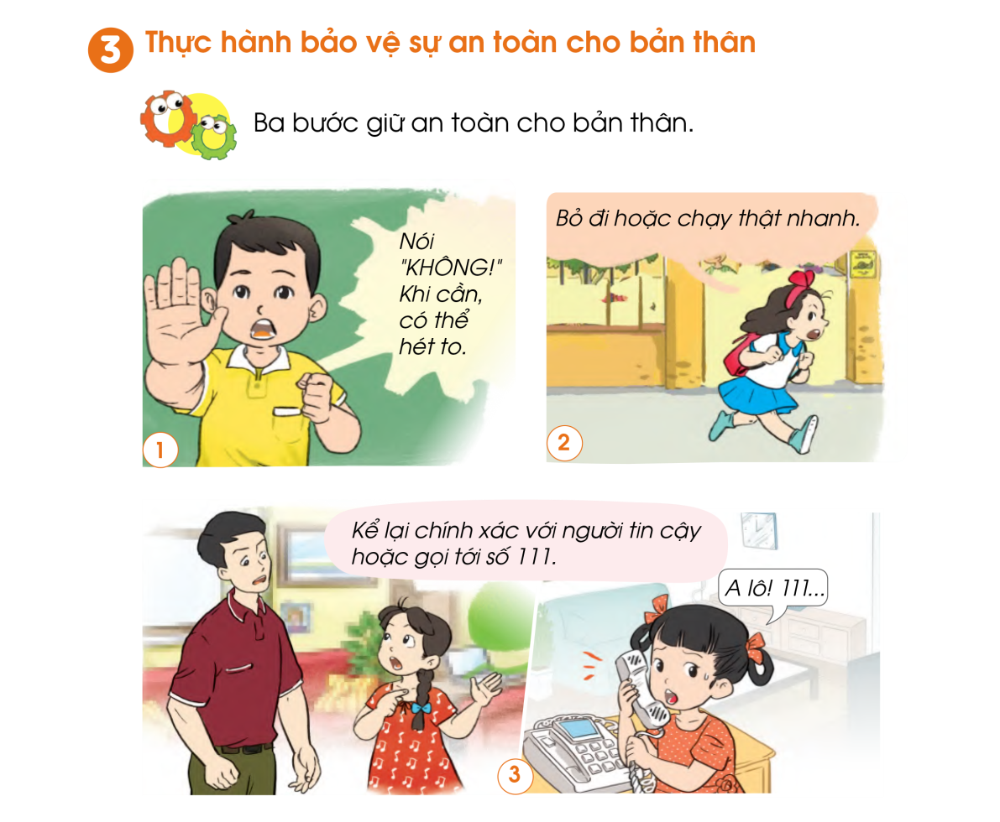 3 Thực hành bảo vệ sự an toàn cho bản thân
Ba bước giữ an toàn cho bản thân.
Nói
"KHÔNG!"
Khi cần,
có thể
hét to.
1
Bỏ đi hoặc chạy thật nhanh.
2
Kể lại chính xác với người tin cậy
hoặc gọi tới số 111.
A lô! 111...
3